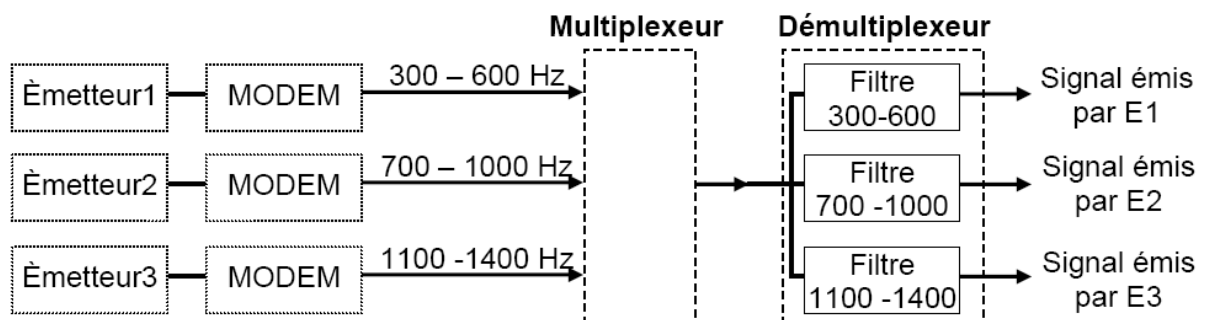 Multiplexeur
Démultiplexeur
Èmetteur1
MODEM
300 – 600 Hz
Filtre
300-600
Signal émis
par E1
Èmetteur2
MODEM
700 – 1000 Hz
Filtre
700 -1000
Signal émis
par E2
Èmetteur3
MODEM
1100 -1400 Hz
Filtre
1100 -1400
Signal émis
par E3